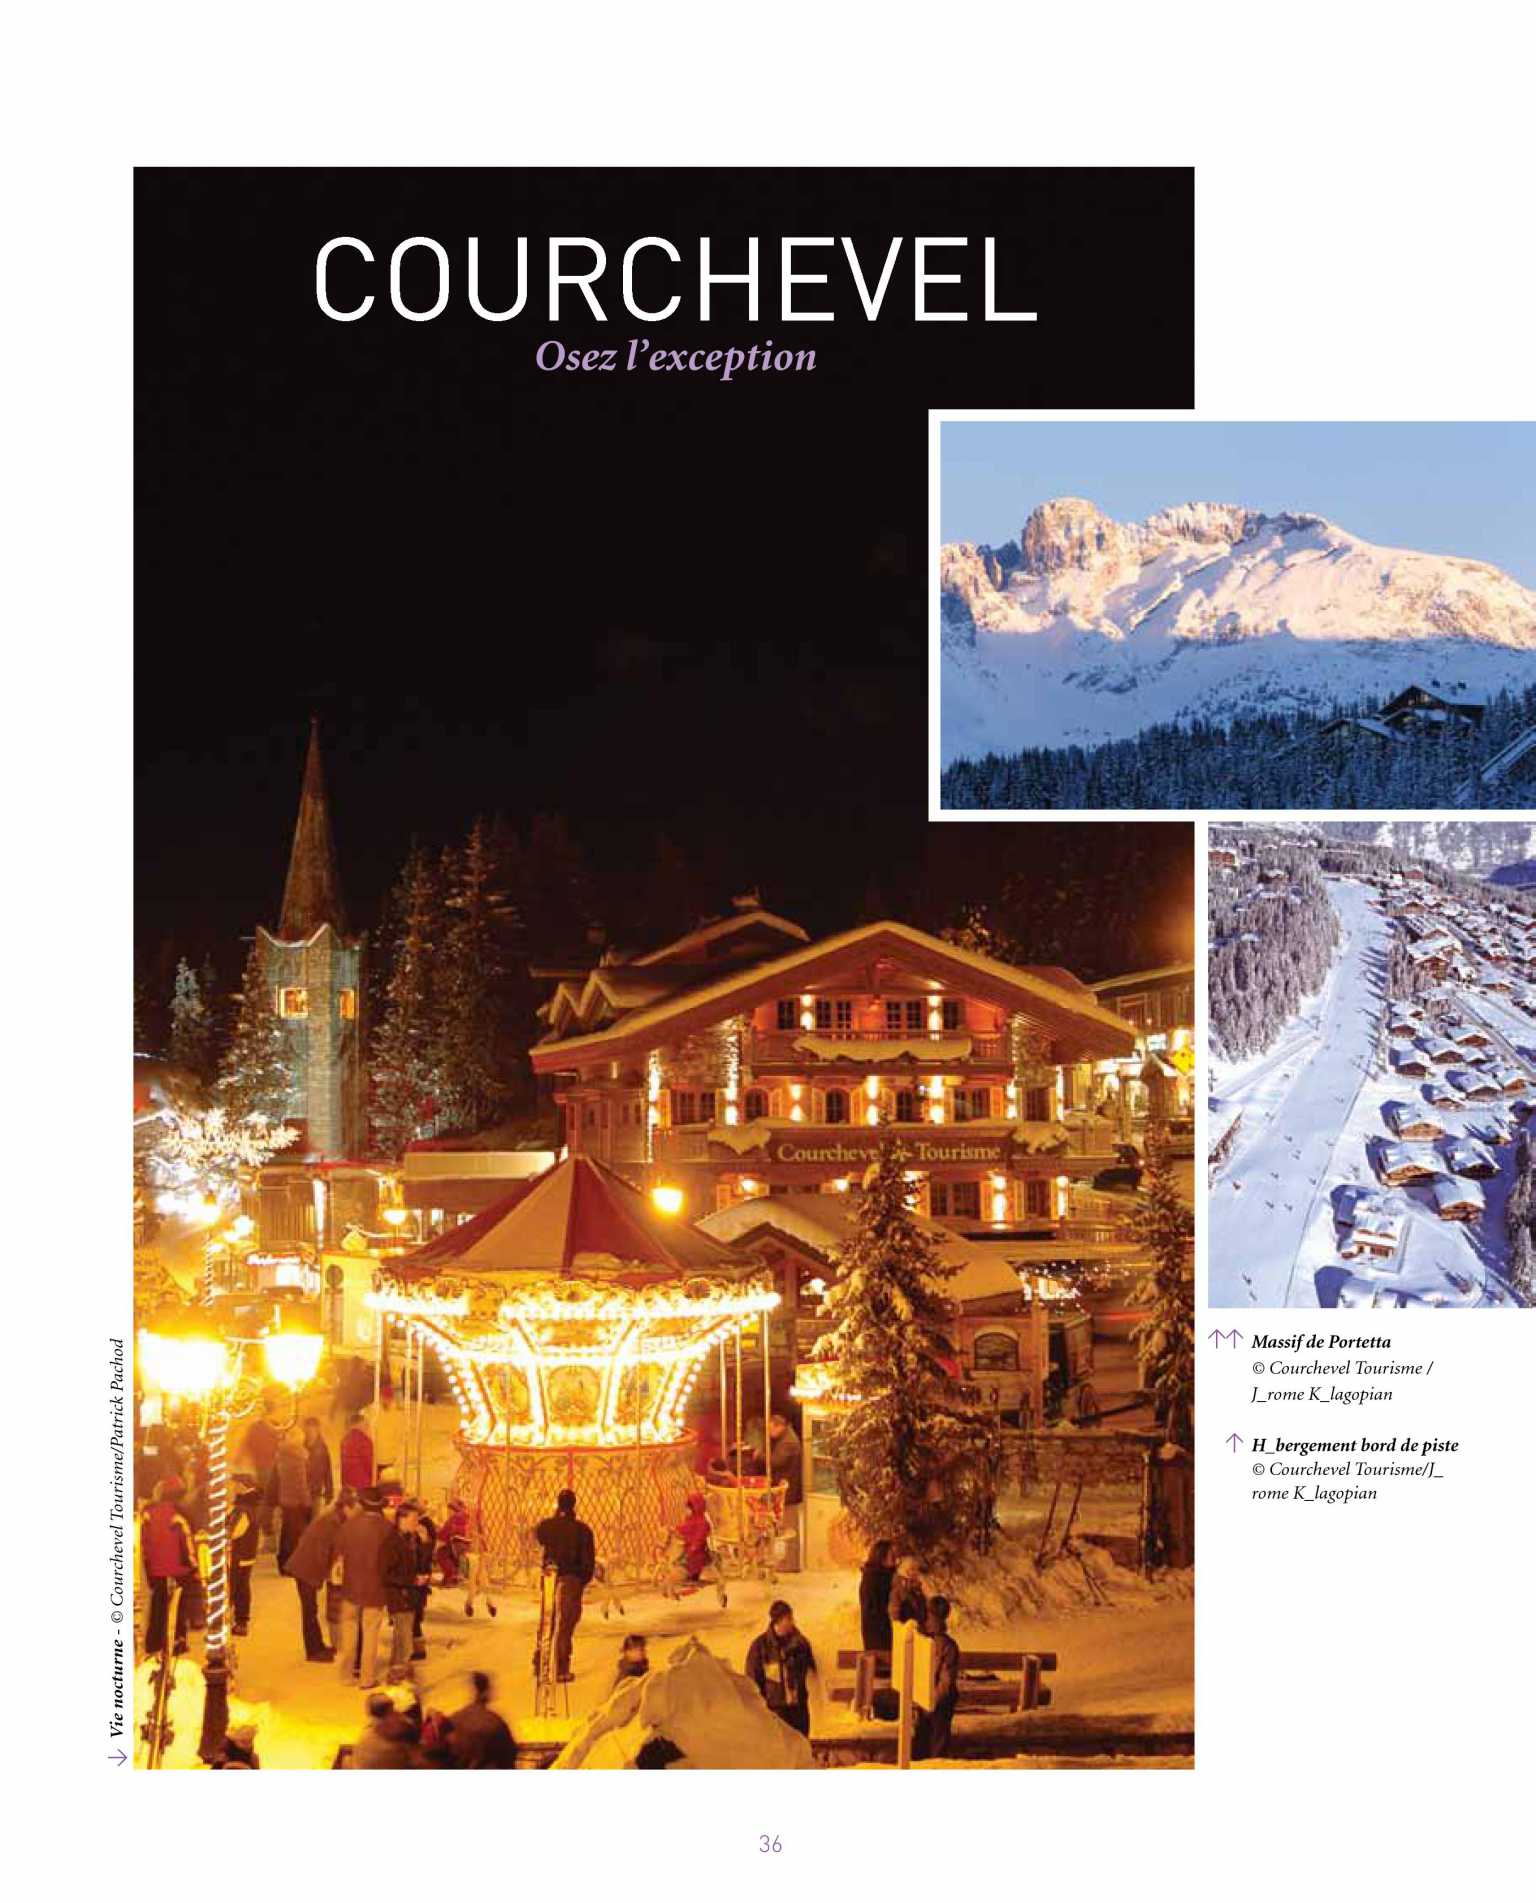 COURCHEVEL
Osez l'exception
Courchevel Tourisme
Massif de Portetta
© Courchevel Tourisme /
J_rome K_lagopian
H_bergement bord de piste
© Courchevel Tourisme/J_
rome K_lagopian
Vie nocturne - © Courchevel Tourisme/Patrick Pachod
36